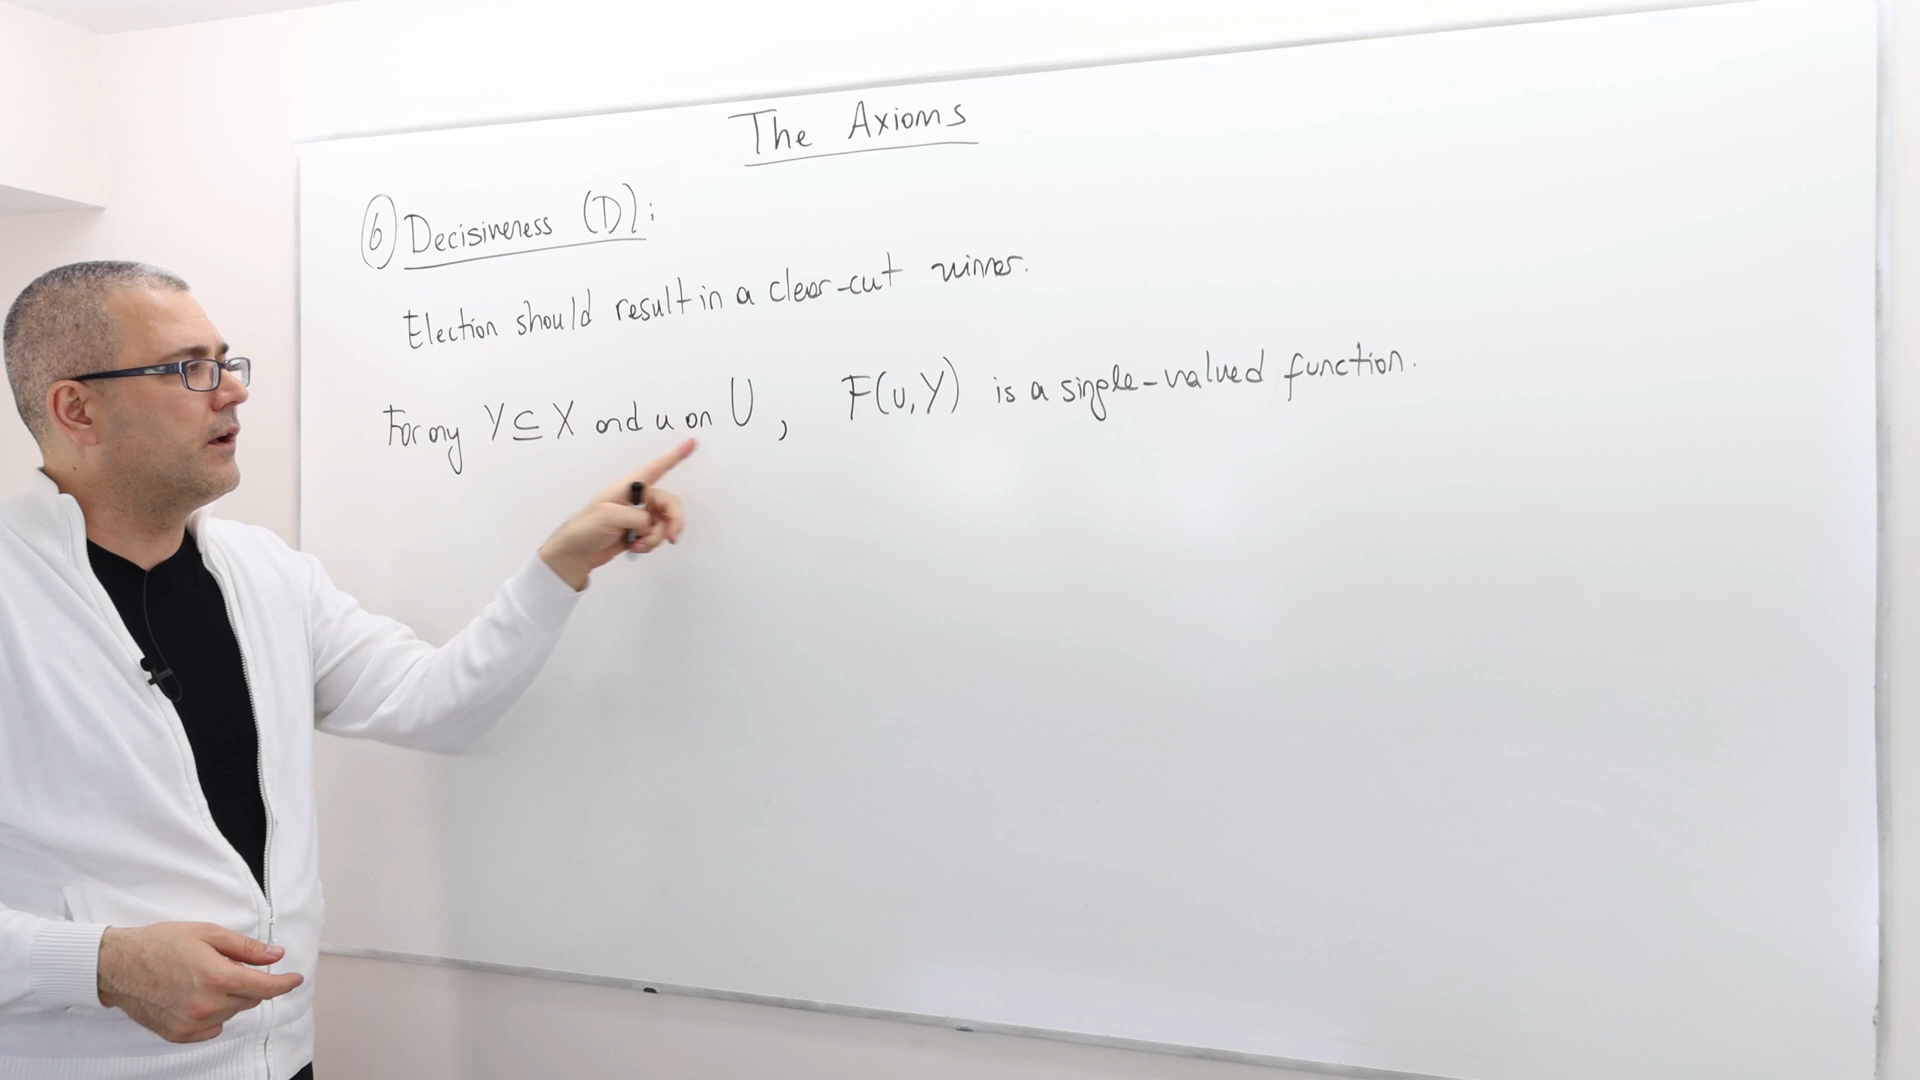 The Axioms
6 Decisiveness (D):
Election should result in a clear-cut winner.
For any Y ⊆ X and u on U, F(u, Y) is a single-valued function.